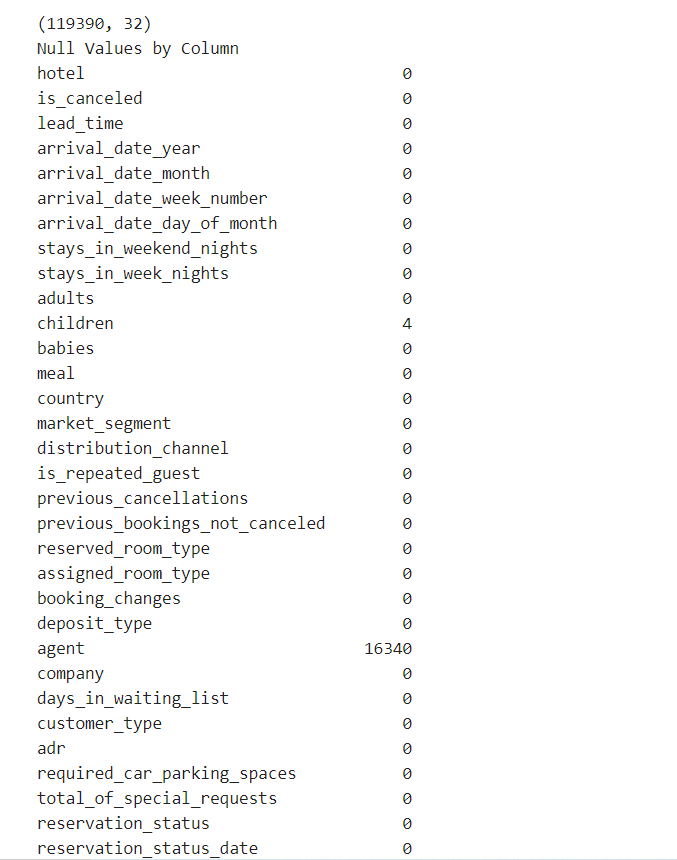 (119390, 32)
Null Values by Column
hotel 0
is_canceled 0
lead_time 0
arrival_date_year 0
arrival_date_month 0
arrival_date_week_number 0
arrival_date_day_of_month 0
stays_in_weekend_nights 0
stays_in_week_nights 0
adults 0
children 4
babies 0
meal 0
country 0
market_segment 0
distribution_channel 0
is_repeated_guest 0
previous_cancellations 0
previous_bookings_not_canceled 0
reserved_room_type 0
assigned_room_type 0
booking_changes 0
deposit_type 0
agent 16340
company 0
days_in_waiting_list 0
customer_type 0
adr 0
required_car_parking_spaces 0
total_of_special_requests 0
reservation_status 0
reservation_status_date 0